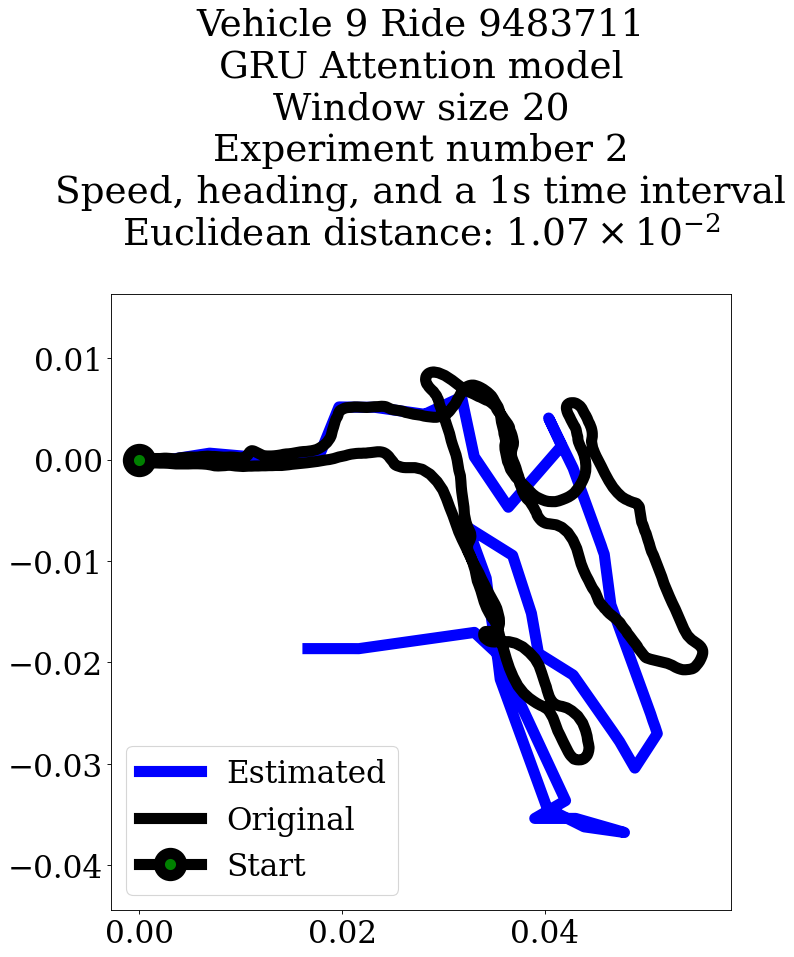 Vehicle 9 Ride 9483711
GRU Attention model
Window size 20
Experiment number 2
Speed, heading, and a 1s time interval
Euclidean distance: 1.07 × 10⁻²
0.01
0.00
−0.01
−0.02
−0.03
−0.04
Estimated
Original
Start
0.00 0.02 0.04